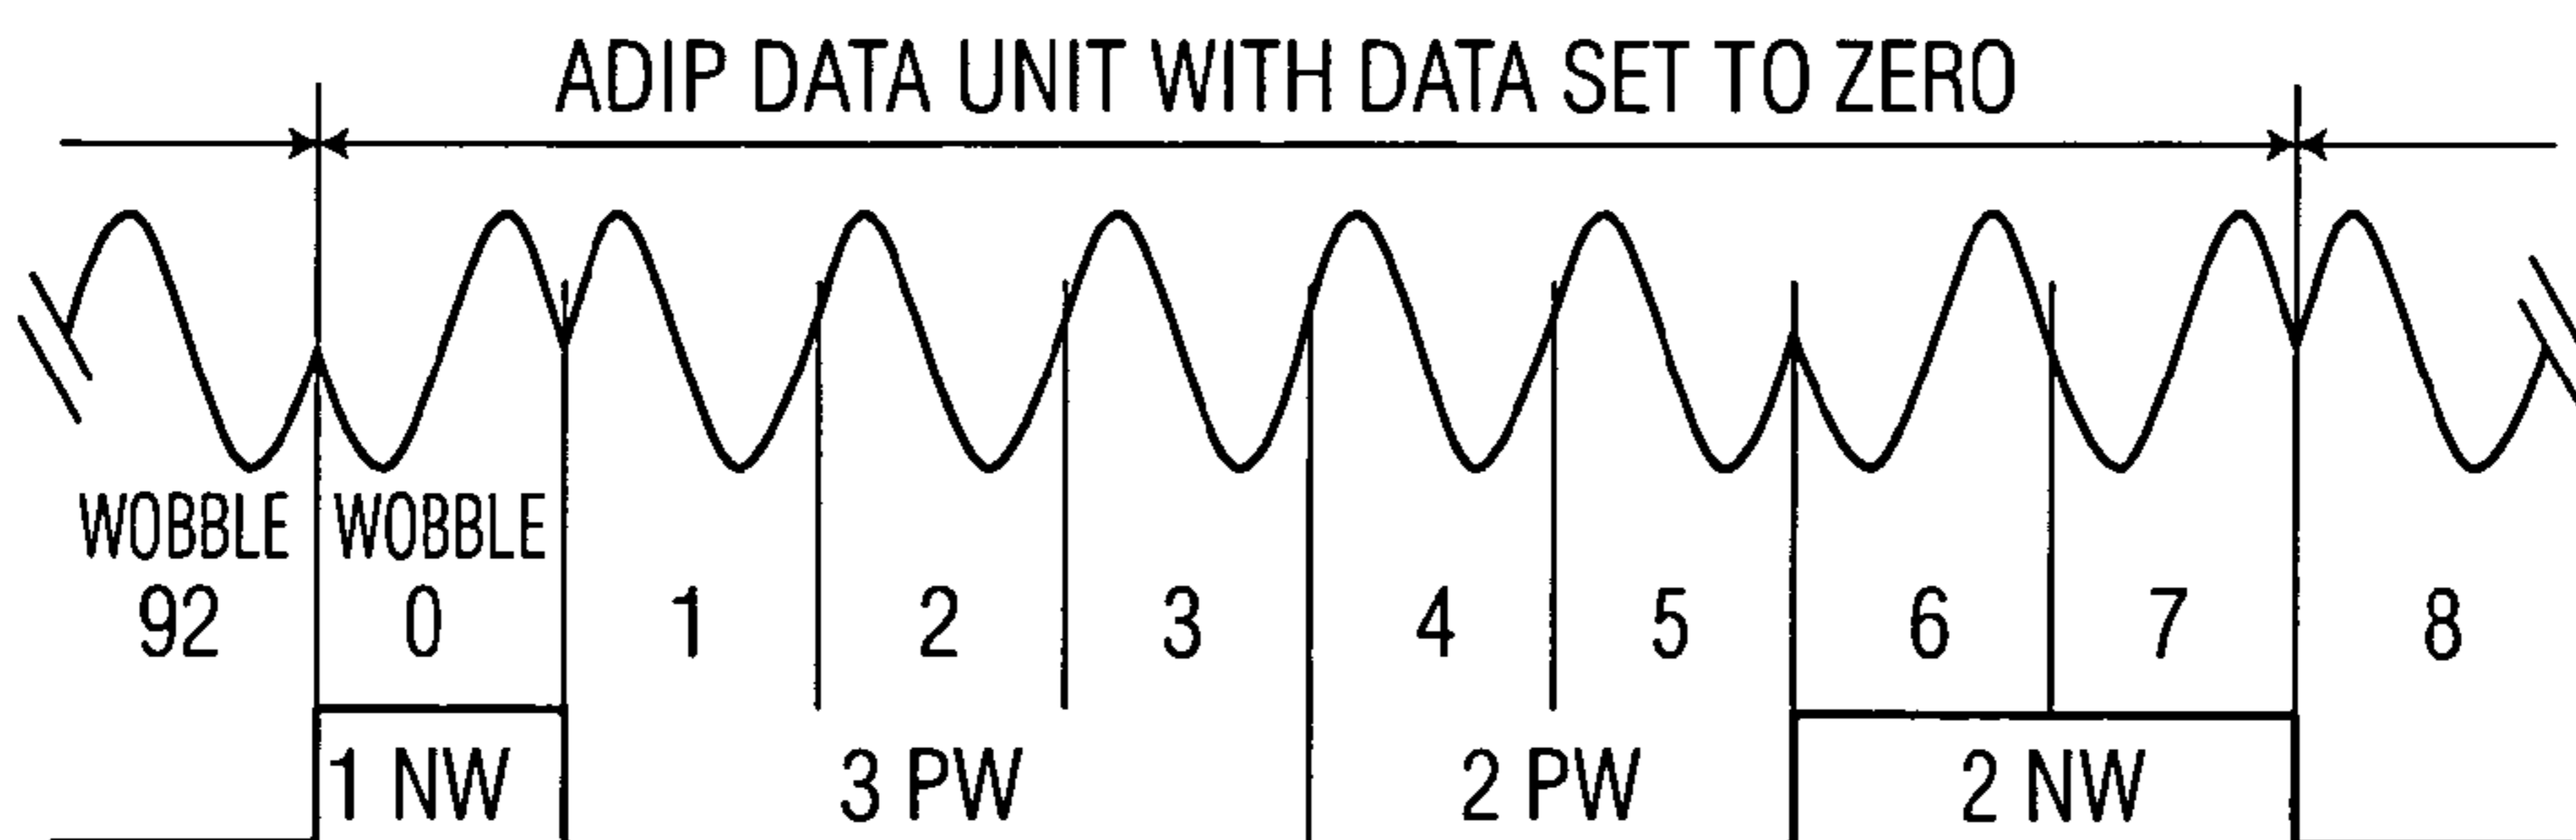 ADIP DATA UNIT WITH DATA SET TO ZERO
WOBBLE WOBBLE
92 0 1 2 3 4 5 6 7 8
1 NW 3 PW 2 PW 2 NW